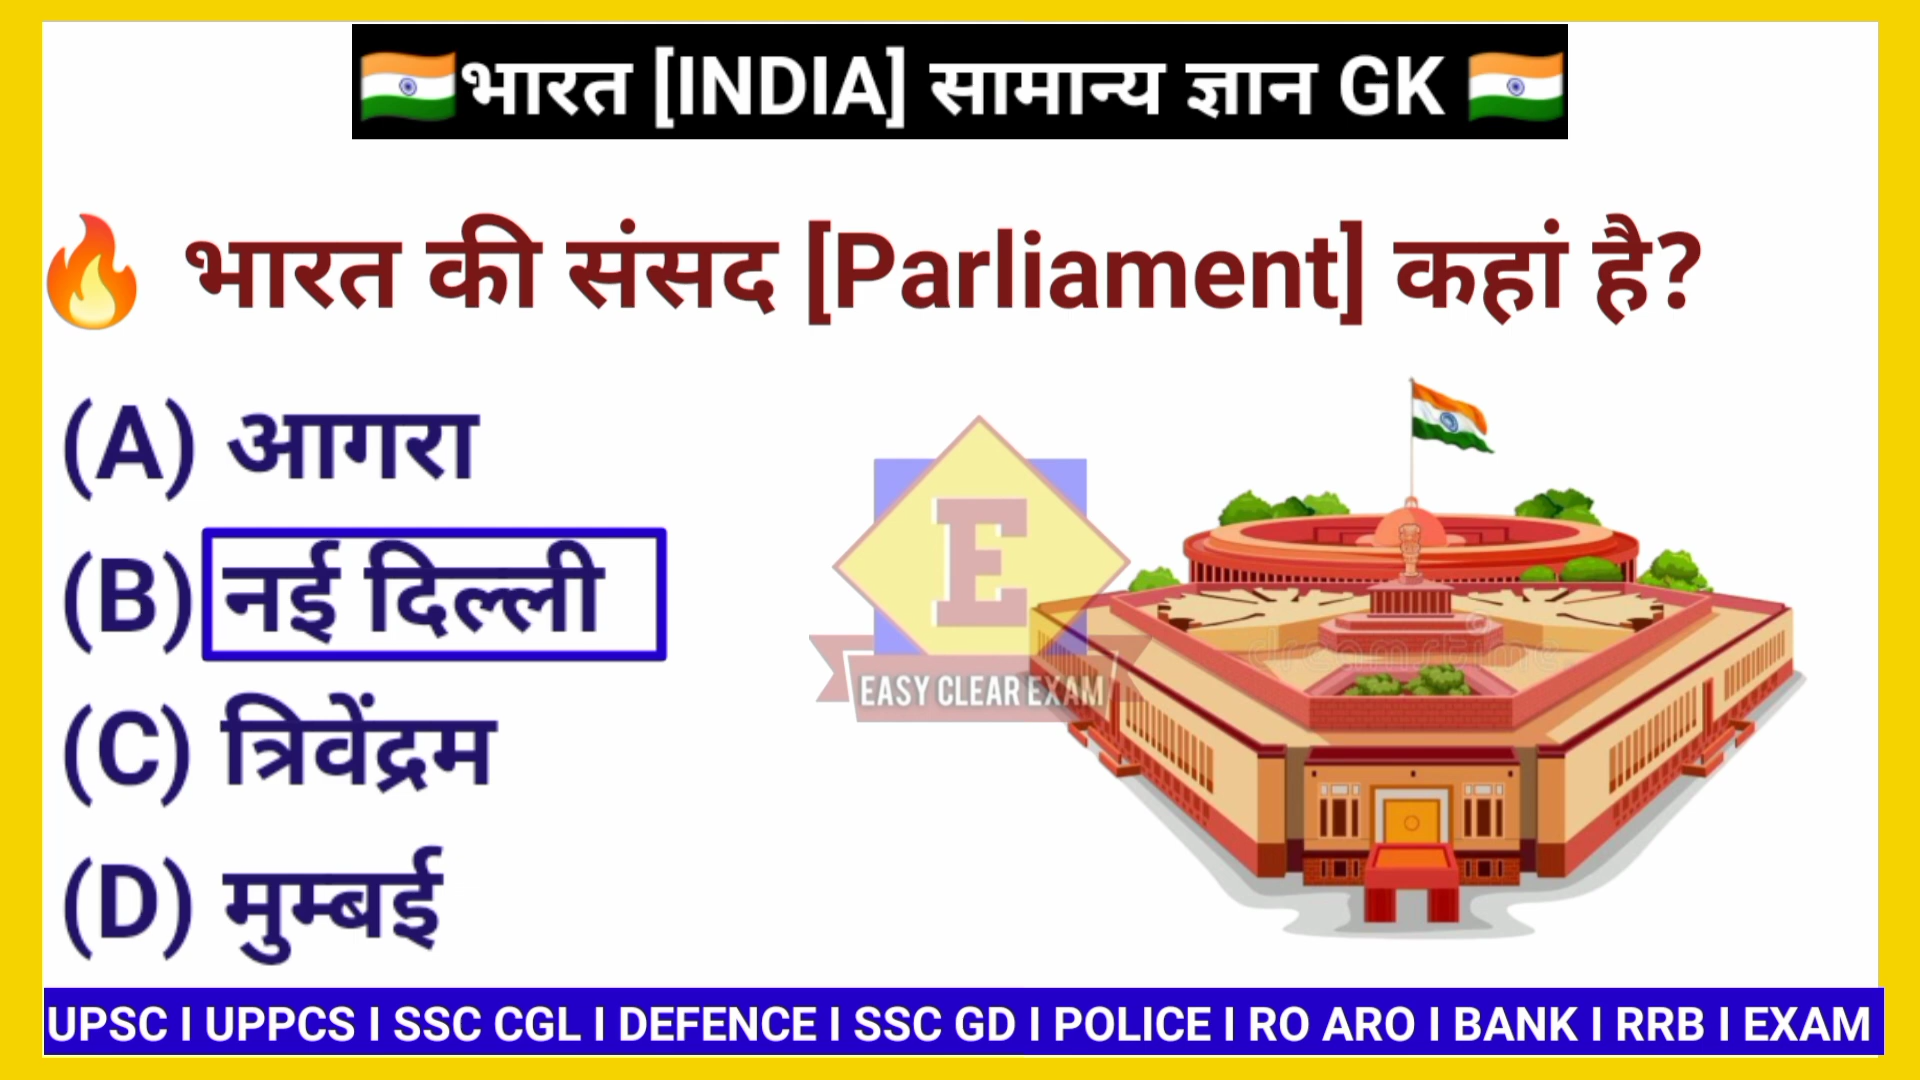 भारत [INDIA] सामान्य ज्ञान GK
भारत की संसद [Parliament] कहां है?
(A) आगरा
(B) नई दिल्ली
(C) त्रिवेंद्रम
(D) मुम्बई
E
EASY CLEAR EXAM
dreamstime
UPSC I UPPCS I SSC CGL I DEFENCE I SSC GD I POLICE I RO ARO I BANK I RRB I EXAM